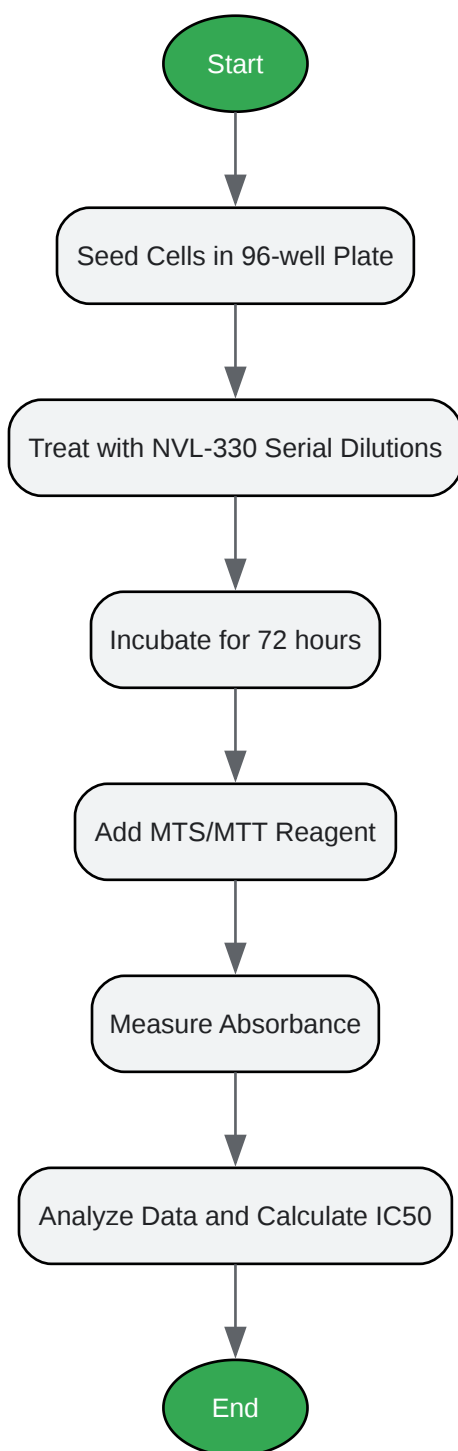 Start
Seed Cells in 96-well Plate
Treat with NVL-330 Serial Dilutions
Incubate for 72 hours
Add MTS/MTT Reagent
Measure Absorbance
Analyze Data and Calculate IC50
End